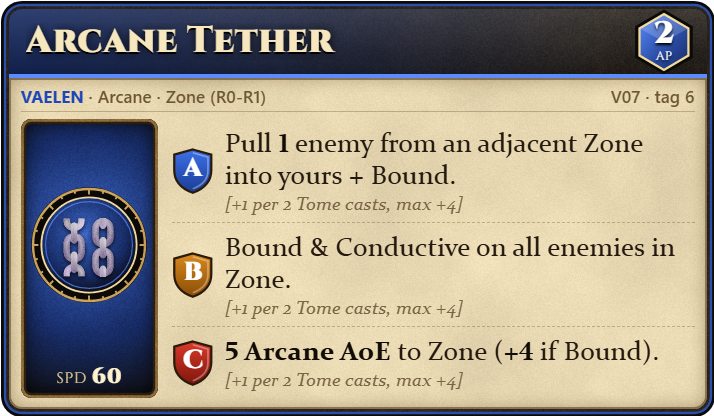 ARCANE TETHER
2
AP
VAELEN · Arcane · Zone (R0-R1)
V07 · tag 6
A
Pull 1 enemy from an adjacent Zone
into yours + Bound.
[+1 per 2 Tome casts, max +4]
B
Bound & Conductive on all enemies in
Zone.
[+1 per 2 Tome casts, max +4]
C
5 Arcane AoE to Zone (+4 if Bound).
[+1 per 2 Tome casts, max +4]
SPD 60